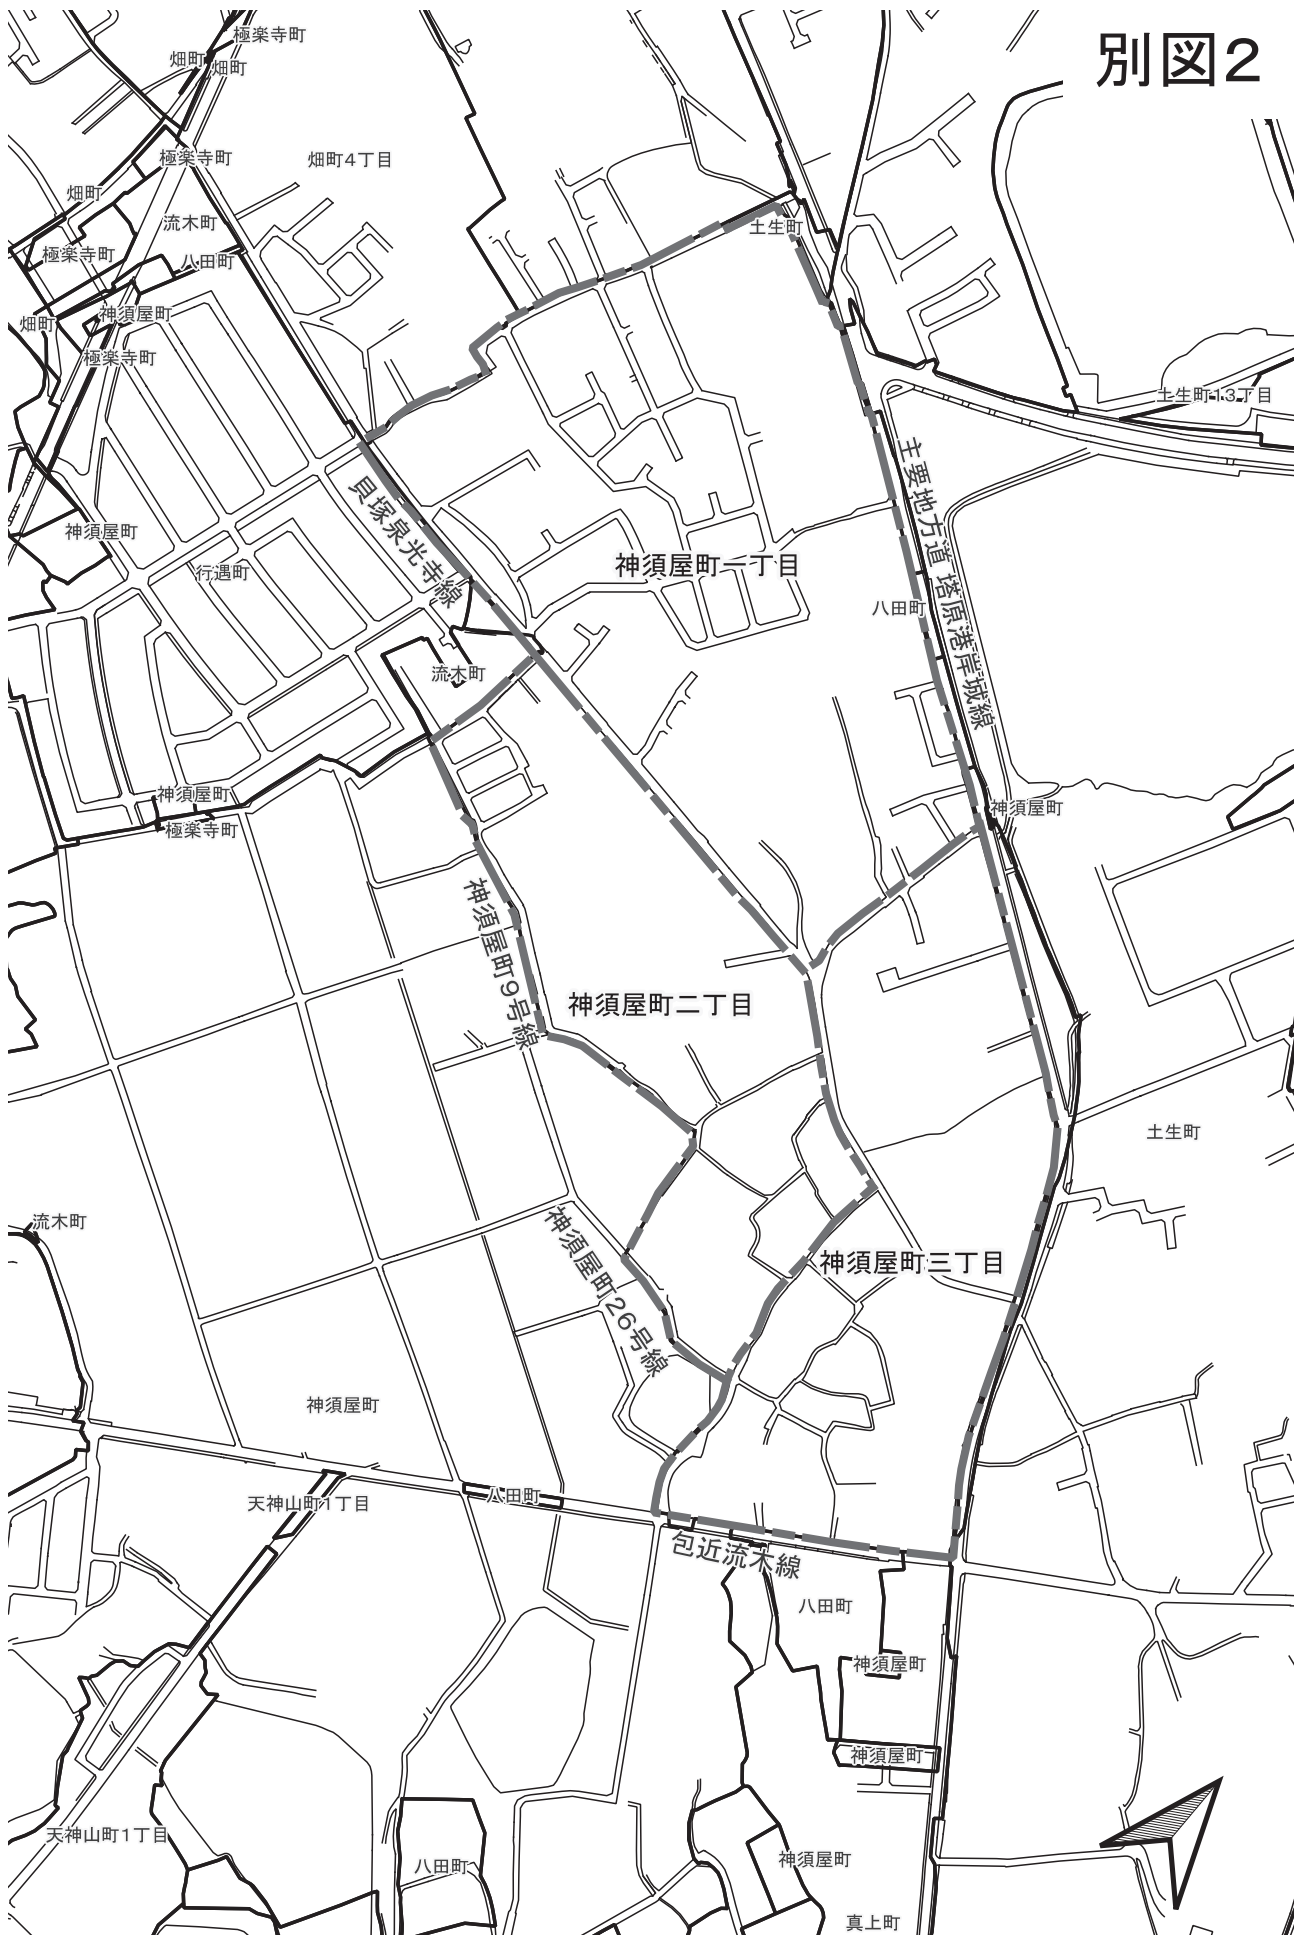 別図2
極楽寺町
畑町
畑町
極楽寺町
畑町4丁目
畑町
流木町
土生町
極楽寺町
八田町
神須屋町
畑町
極楽寺町
土生町13丁目
主要地方道 塔原港岸城線
貝塚泉光寺線
神須屋町
神須屋町一丁目
行遇町
八田町
流木町
神須屋町
神須屋町
極楽寺町
神須屋町9号線
神須屋町二丁目
土生町
流木町
神須屋町26号線
神須屋町三丁目
神須屋町
八田町
天神山町1丁目
包近流木線
八田町
神須屋町
神須屋町
天神山町1丁目
神須屋町
八田町
真上町